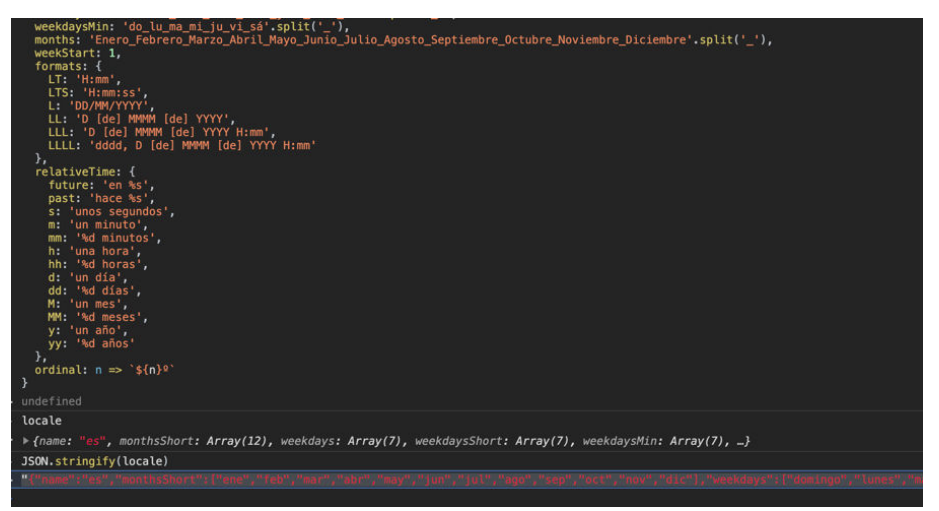 weekdaysMin: 'do_lu_ma_mi_ju_vi_sá'.split('_'),
months: 'Enero_Febrero_Marzo_Abril_Mayo_Junio_Julio_Agosto_Septiembre_Octubre_Noviembre_Diciembre'.split('_'),
weekStart: 1,
formats: {
LT: 'H:mm',
LTS: 'H:mm:ss',
L: 'DD/MM/YYYY',
LL: 'D [de] MMMM [de] YYYY',
LLL: 'D [de] MMMM [de] YYYY H:mm',
LLLL: 'dddd, D [de] MMMM [de] YYYY H:mm'
},
relativeTime: {
future: 'en %s',
past: 'hace %s',
s: 'unos segundos',
m: 'un minuto',
mm: '%d minutos',
h: 'una hora',
hh: '%d horas',
d: 'un día',
dd: '%d días',
M: 'un mes',
MM: '%d meses',
y: 'un año',
yy: '%d años'
},
ordinal: n => `${n}º`
}
undefined
locale
▶{name: "es", monthsShort: Array(12), weekdays: Array(7), weekdaysShort: Array(7), weekdaysMin: Array(7), …}
JSON.stringify(locale)
"{"name":"es","monthsShort":["ene","feb","mar","abr","may","jun","jul","ago","sep","oct","nov","dic"],"weekdays":["domingo","lunes","m